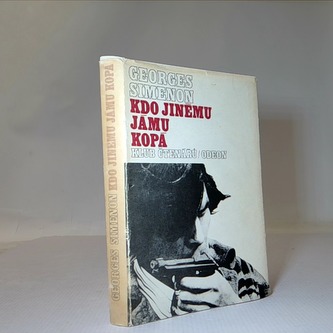 GEORGES
SIMENON
KDO JINÉMU
JÁMU
KOPÁ
KLUB ČTENÁŘŮ / ODEON
GEORGES SIMENON KDO JINÉMU JÁMU KOPÁ